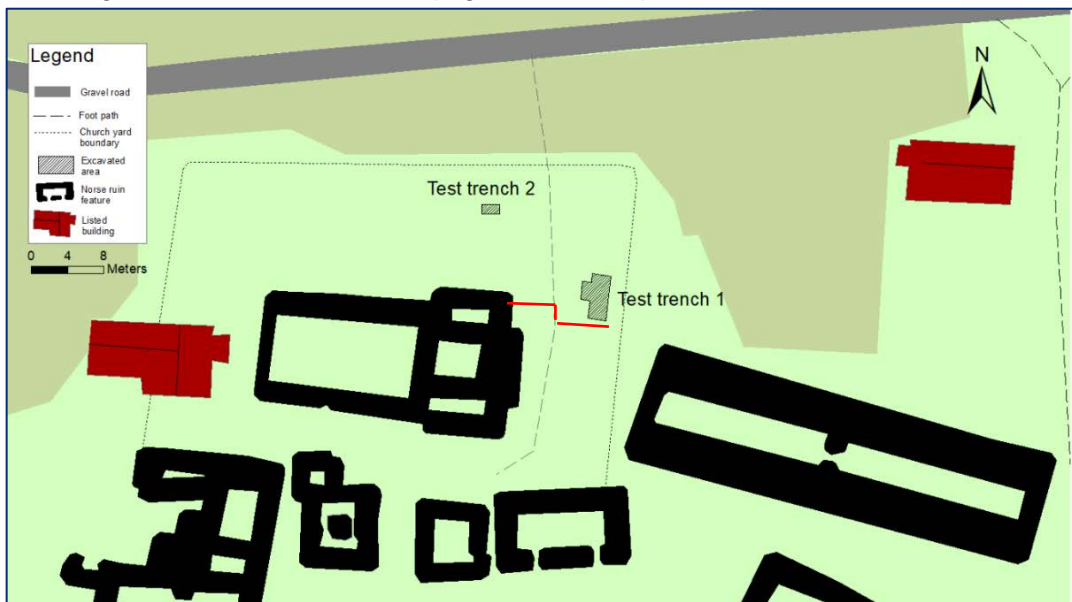 Legend
Gravel road
Foot path
Church yard
boundary
Excavated
area
Norse ruin
feature
Listed
building
0 4 8
Meters
N
Test trench 2
Test trench 1